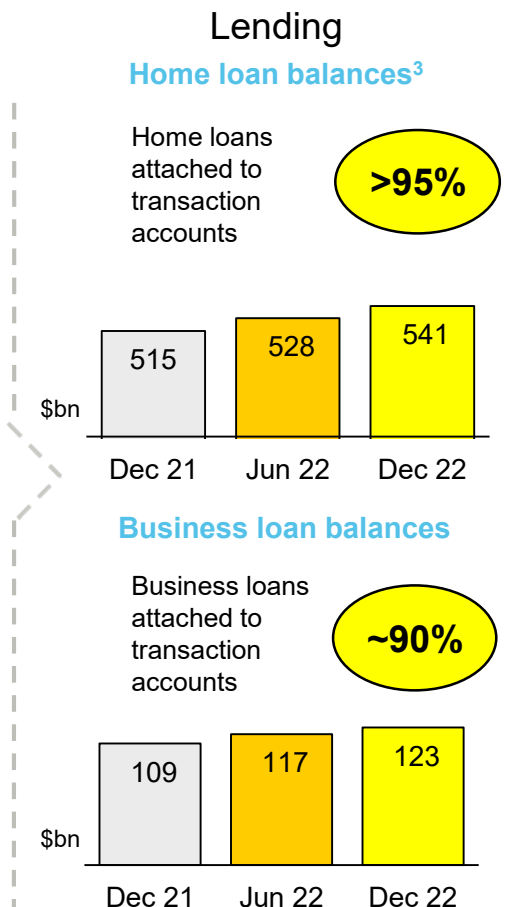 Lending
Home loan balances³
Home loans
attached to
transaction
accounts
>95%
515
528
541
$bn
Dec 21
Jun 22
Dec 22
Business loan balances
Business loans
attached to
transaction
accounts
~90%
109
117
123
$bn
Dec 21
Jun 22
Dec 22